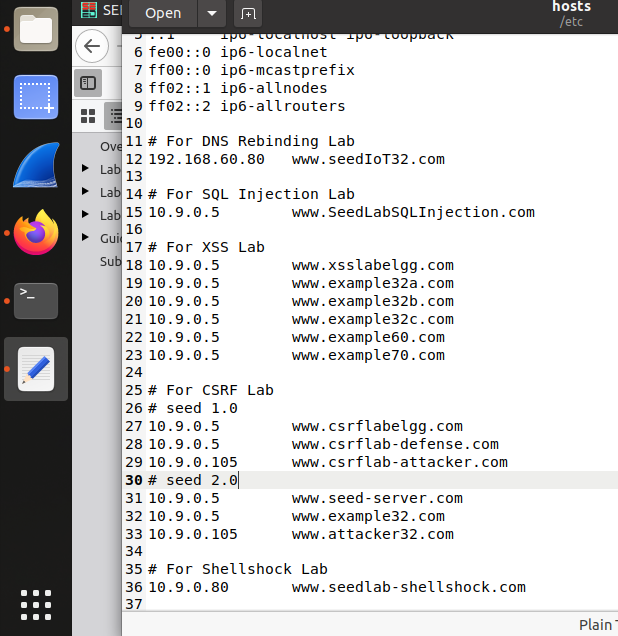 SEE
Open
hosts
/etc
Ove
Lab
Lab
Lab
Guid
Sub
5 ::1 ip6-localhost ip6-loopback
6 fe00::0 ip6-localnet
7 ff00::0 ip6-mcastprefix
8 ff02::1 ip6-allnodes
9 ff02::2 ip6-allrouters
10
11 # For DNS Rebinding Lab
12 192.168.60.80 www.seedIoT32.com
13
14 # For SQL Injection Lab
15 10.9.0.5 www.SeedLabSQLInjection.com
16
17 # For XSS Lab
18 10.9.0.5 www.xsslabelgg.com
19 10.9.0.5 www.example32a.com
20 10.9.0.5 www.example32b.com
21 10.9.0.5 www.example32c.com
22 10.9.0.5 www.example60.com
23 10.9.0.5 www.example70.com
24
25 # For CSRF Lab
26 # seed 1.0
27 10.9.0.5 www.csrflabelgg.com
28 10.9.0.5 www.csrflab-defense.com
29 10.9.0.105 www.csrflab-attacker.com
30 # seed 2.0
31 10.9.0.5 www.seed-server.com
32 10.9.0.5 www.example32.com
33 10.9.0.105 www.attacker32.com
34
35 # For Shellshock Lab
36 10.9.0.80 www.seedlab-shellshock.com
37
Plain T